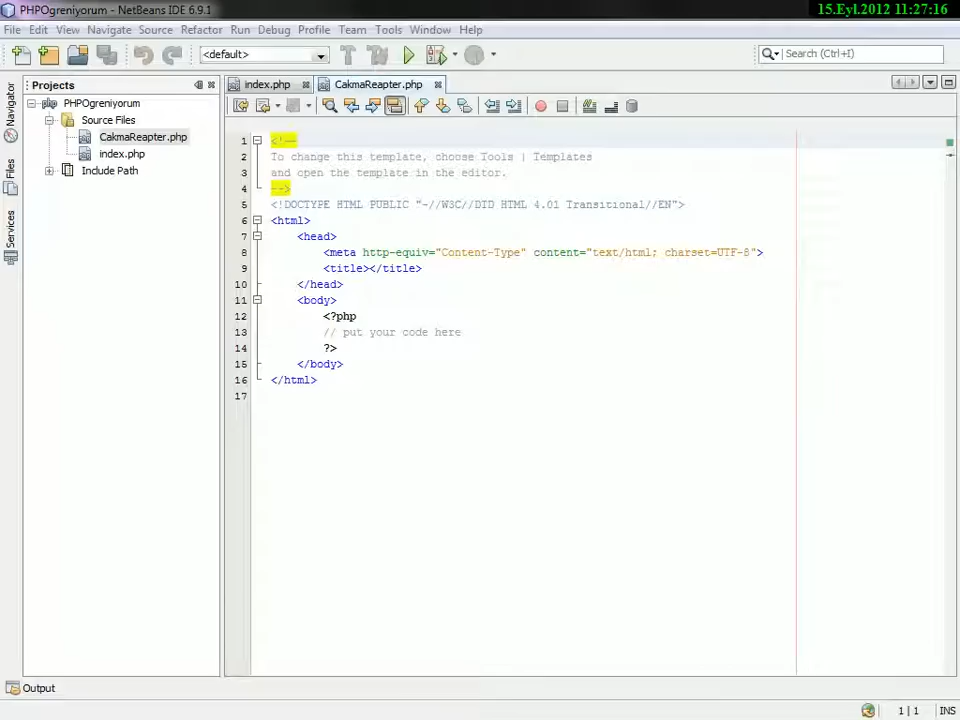 PHPOgreniyorum - NetBeans IDE 6.9.1
15.Eyl.2012 11:27:16
File Edit View Navigate Source Refactor Run Debug Profile Team Tools Window Help
<default>
Search (Ctrl+I)
Projects
index.php
CakmaReapter.php
Navigator
Files
Services
PHPOgreniyorum
Source Files
CakmaReapter.php
index.php
Include Path
1 <!--
2 To change this template, choose Tools | Templates
3 and open the template in the editor.
4 -->
5 <!DOCTYPE HTML PUBLIC "-//W3C//DTD HTML 4.01 Transitional//EN">
6 <html>
7 <head>
8 <meta http-equiv="Content-Type" content="text/html; charset=UTF-8">
9 <title></title>
10 </head>
11 <body>
12 <?php
13 // put your code here
14 ?>
15 </body>
16 </html>
17
Output
1 | 1 INS